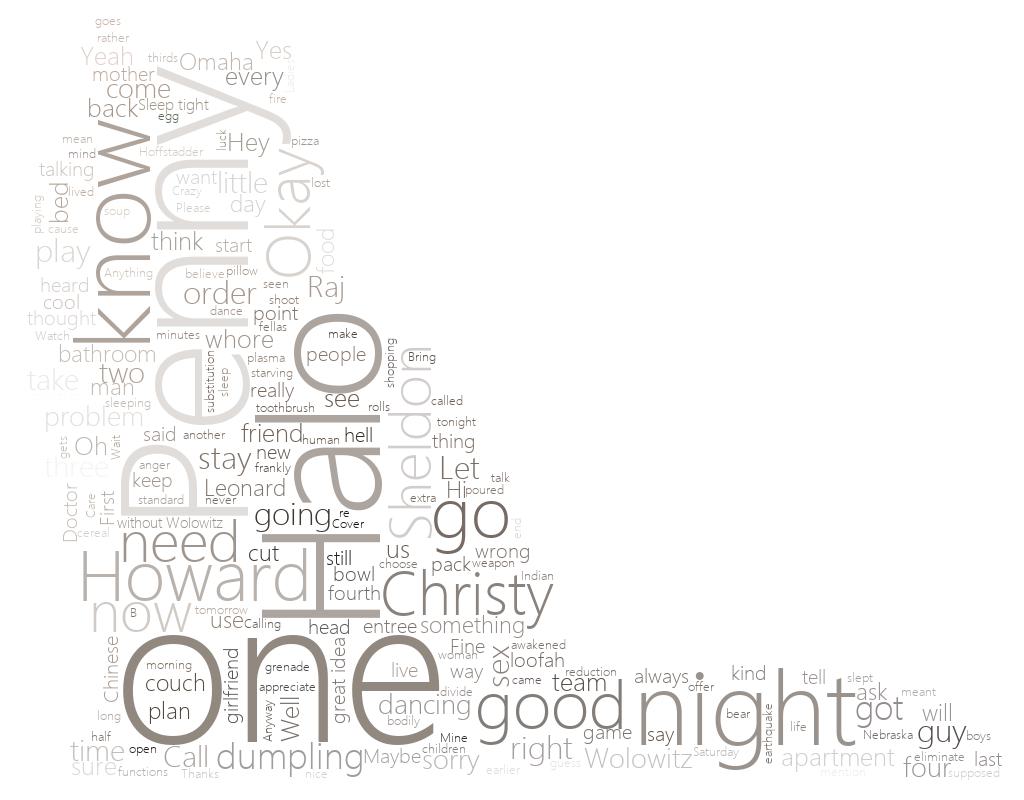 goes
rather
Yeah
thirds
Omaha
Yes
Ladies
mother
every
come
back
Sleep tight
fire
egg
know
Penny
luck
Hey
pizza
mean
mind
Hoffstadter
talking
want
little
Okay
lost
bed
lived
Crazy
playing
soup
Please
day
cause
think
start
food
play
Anything
believe
pillow
seen
heard
order
shoot
Raj
cool
dance
point
thought
fellas
Halo
make
Watch
minutes
whore
people
bathroom
plasma
shopping
Bring
take
two
substitution
sleep
starving
man
really
see
Sheldon
sleeping
toothbrush
rolls
called
problem
tonight
said
another
friend
human
hell
thing
gets
Oh
Wait
new
stay
three
anger
frankly
Let
keep
Leonard
talk
Doctor
Care
First
standard
never
extra
Hi
poured
without
Wolowitz
going
re
Cover
go
end
cereal
need
cut
still
us
wrong
choose
pack
weapon
Howard
bowl
Indian
fourth
Christy
now
B
tomorrow
use
Calling
head
entree
something
one
Chinese
girlfriend
great idea
Fine
sex
awakened
woman
loofah
morning
grenade
live
way
reduction
always
kind
tell
slept
couch
appreciate
came
team
offer
ask
meant
plan
Anyway
Well
dancing
divide
good
night
bear
earthquake
life
got
will
long
bodily
game
say
Nebraska
guy
boys
half
Mine
time
open
Call
dumpling
Maybe
children
sorry
right
Wolowitz
Saturday
apartment
eliminate
last
sure
functions
Thanks
nice
earlier
guess
mention
four
supposed